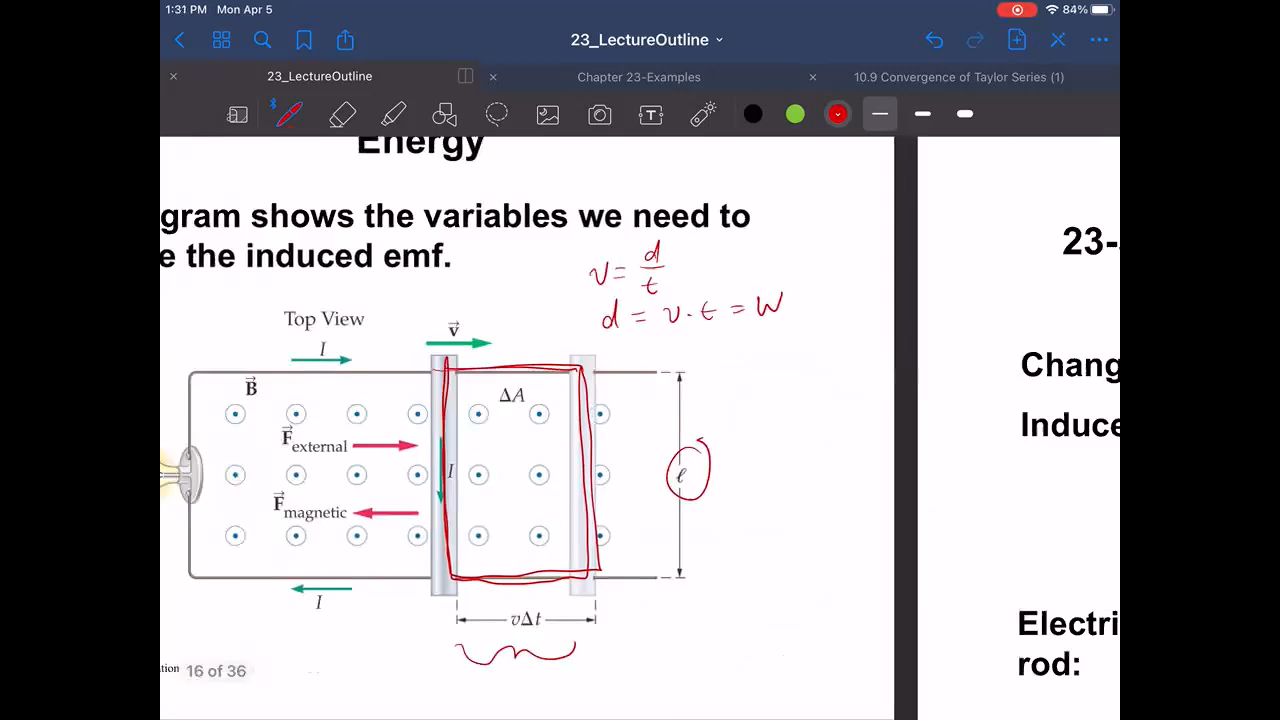 1:31 PM Mon Apr 5
84%
23_LectureOutline
23_LectureOutline
Chapter 23-Examples
10.9 Convergence of Taylor Series (1)
T
Energy
gram shows the variables we need to
e the induced emf.
v = d/t
d = v · t = W
Top View
I
v⃗
B⃗
ΔA
F⃗external
I
ℓ
F⃗magnetic
I
vΔt
ation
16 of 36
23-
Chang
Induce
Electri
rod: